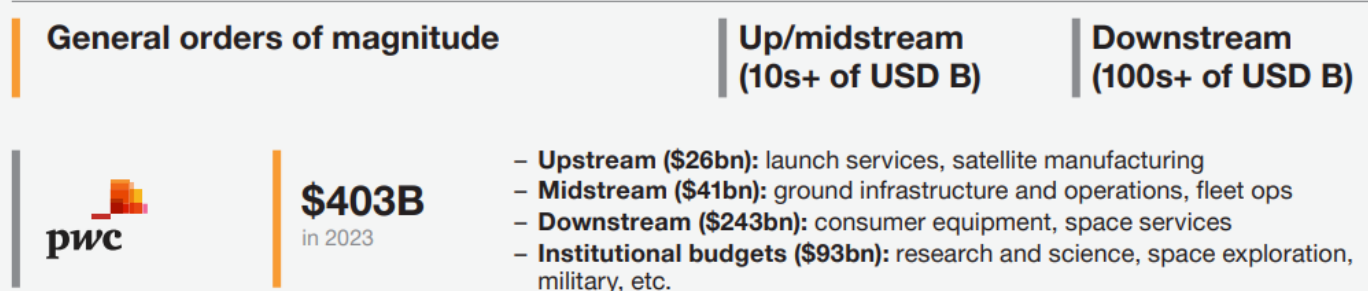 General orders of magnitude
Up/midstream
(10s+ of USD B)
Downstream
(100s+ of USD B)
pwc
$403B
in 2023
– Upstream ($26bn): launch services, satellite manufacturing
– Midstream ($41bn): ground infrastructure and operations, fleet ops
– Downstream ($243bn): consumer equipment, space services
– Institutional budgets ($93bn): research and science, space exploration,
military, etc.